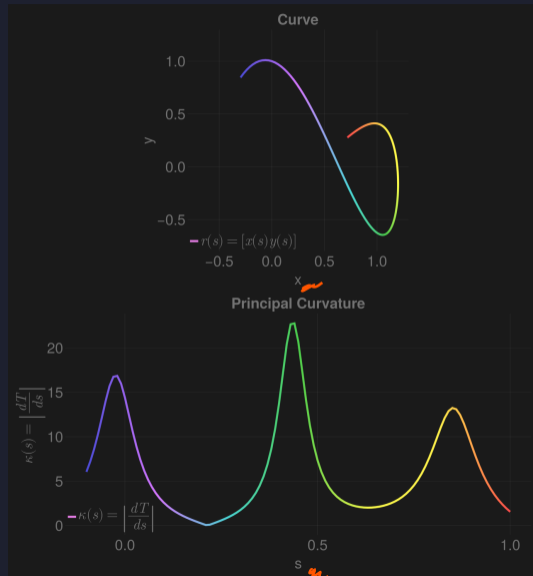 Curve
1.0
0.5
y
0.0
−0.5
r(s) = [x(s)y(s)]
−0.5 0.0 0.5 1.0
x
Principal Curvature
20
15
κ(s) = |dT/ds|
10
5
κ(s) = |dT/ds|
0
0.0 0.5 1.0
s